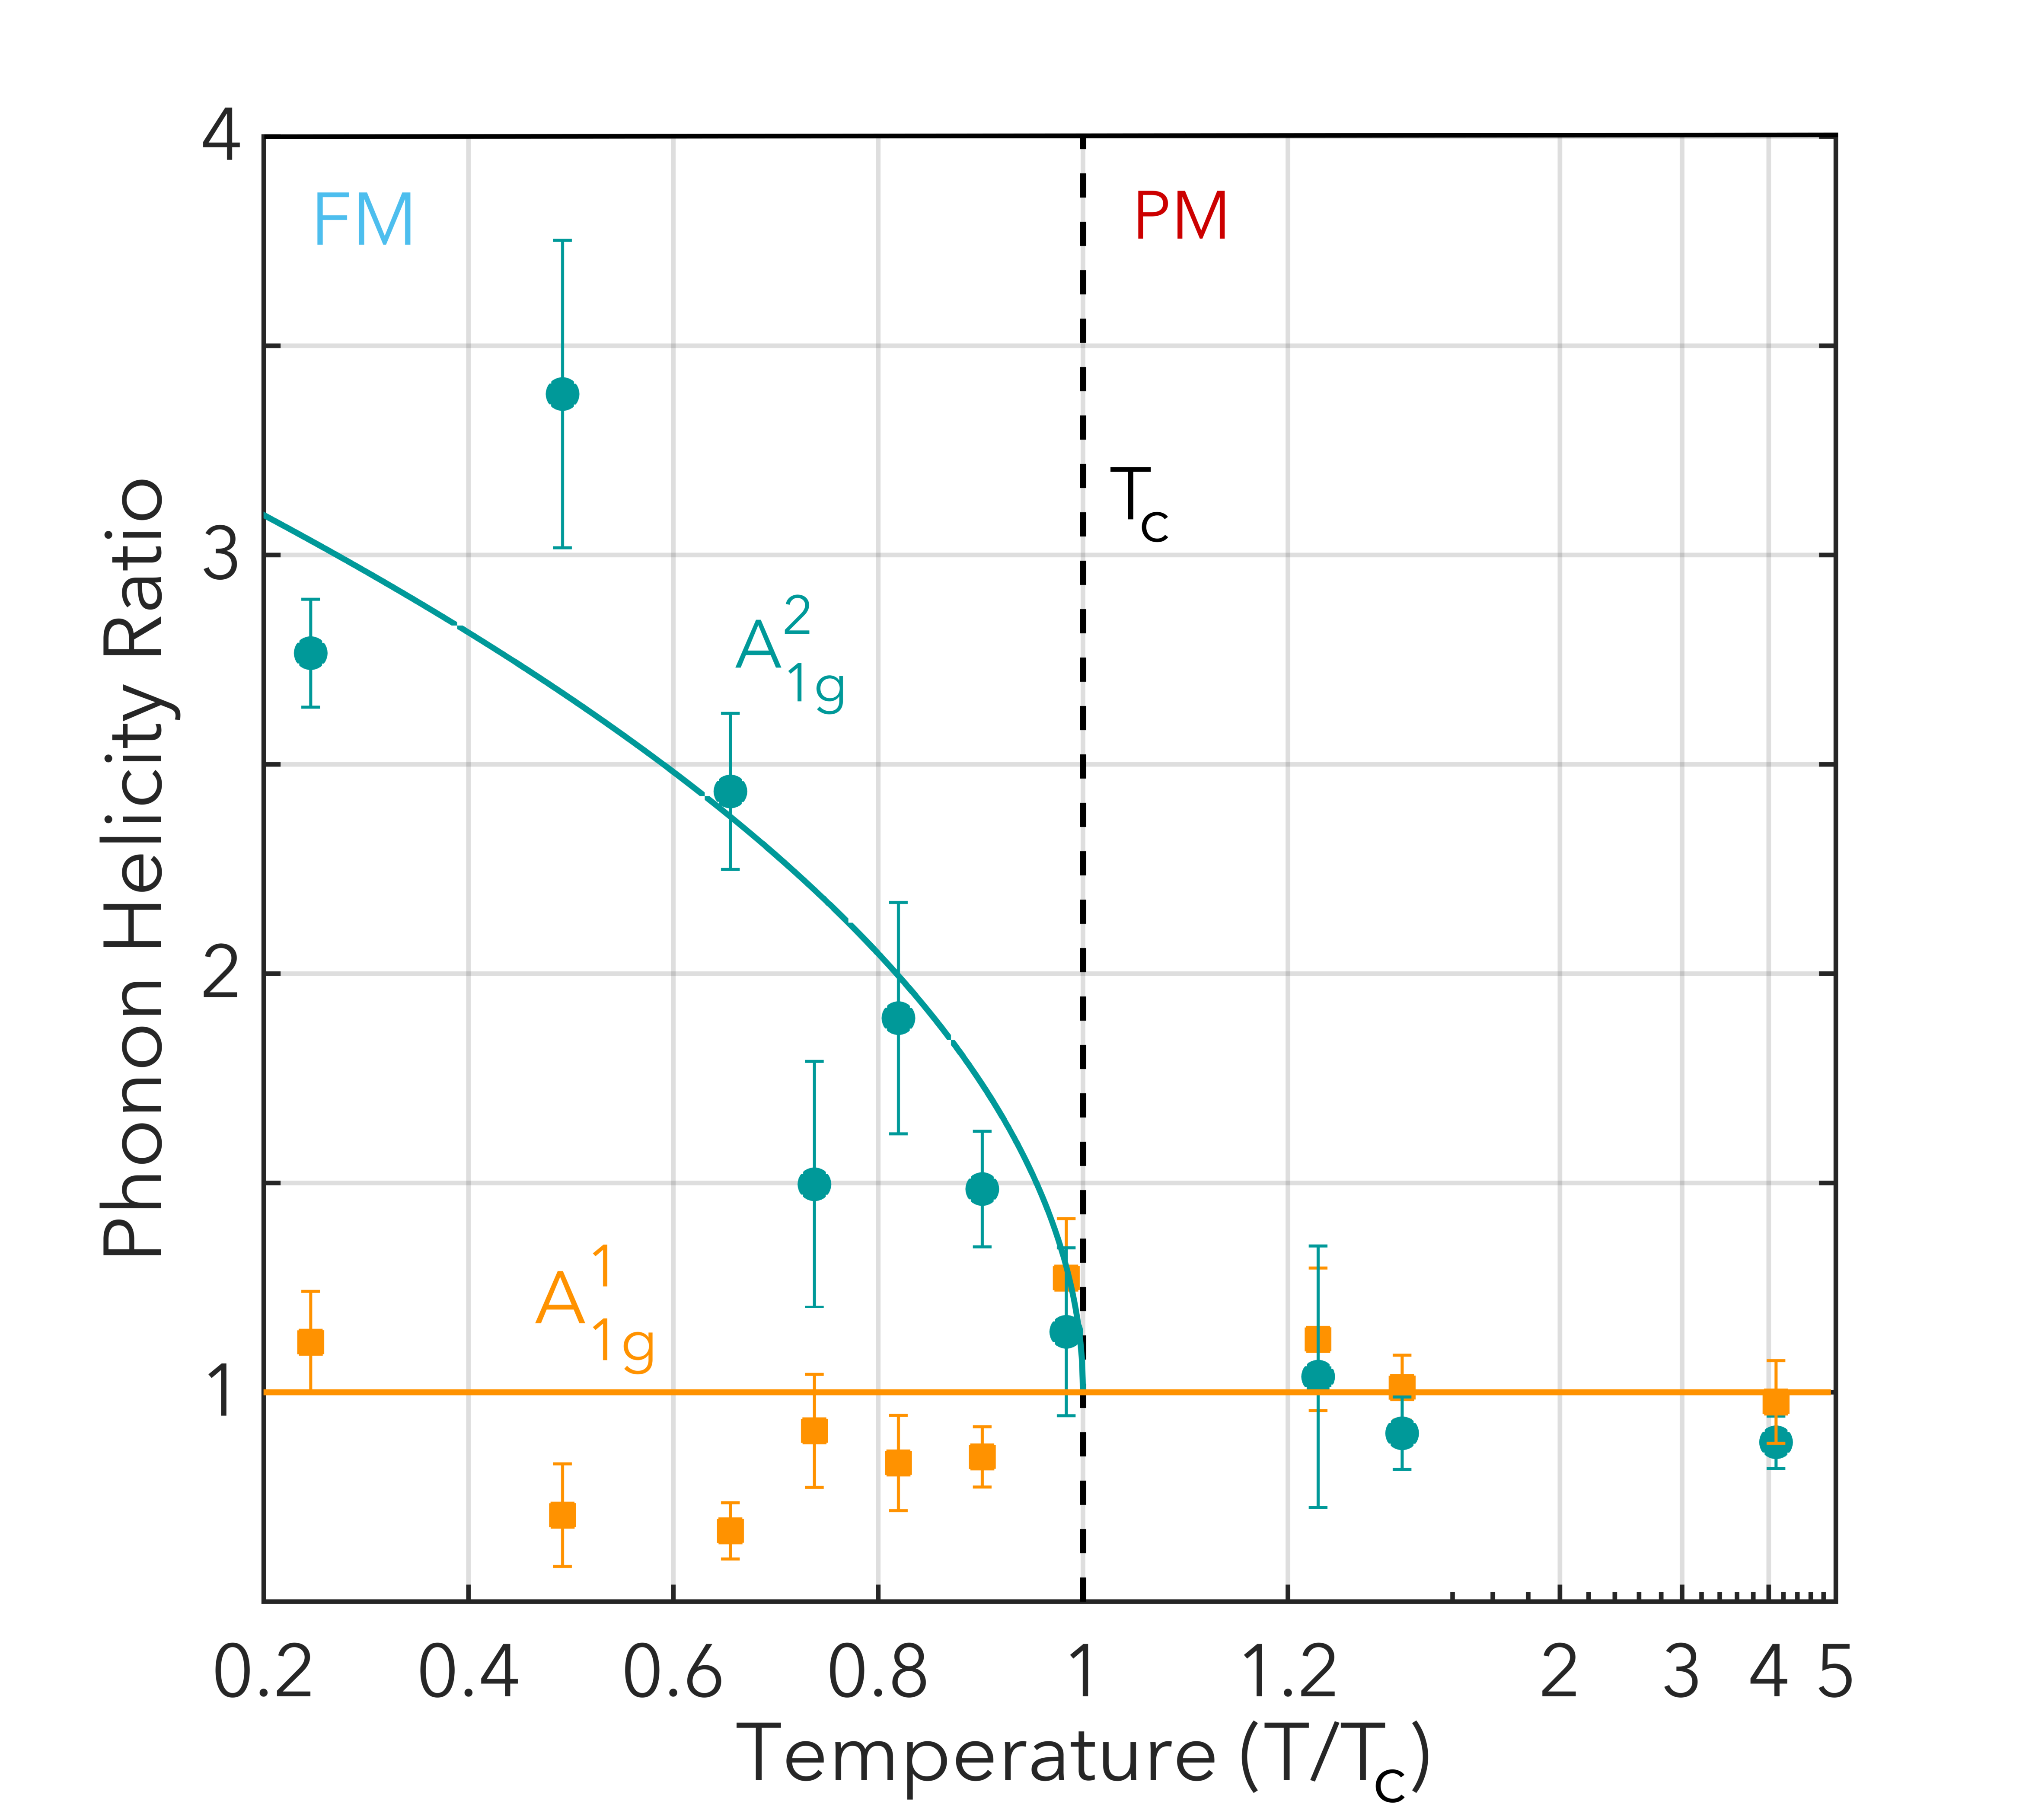 4
FM
PM
T_c
3
A^2_1g
Phonon Helicity Ratio
2
A^1_1g
1
0.2 0.4 0.6 0.8 1 1.2 2 3 4 5
Temperature (T/T_c)